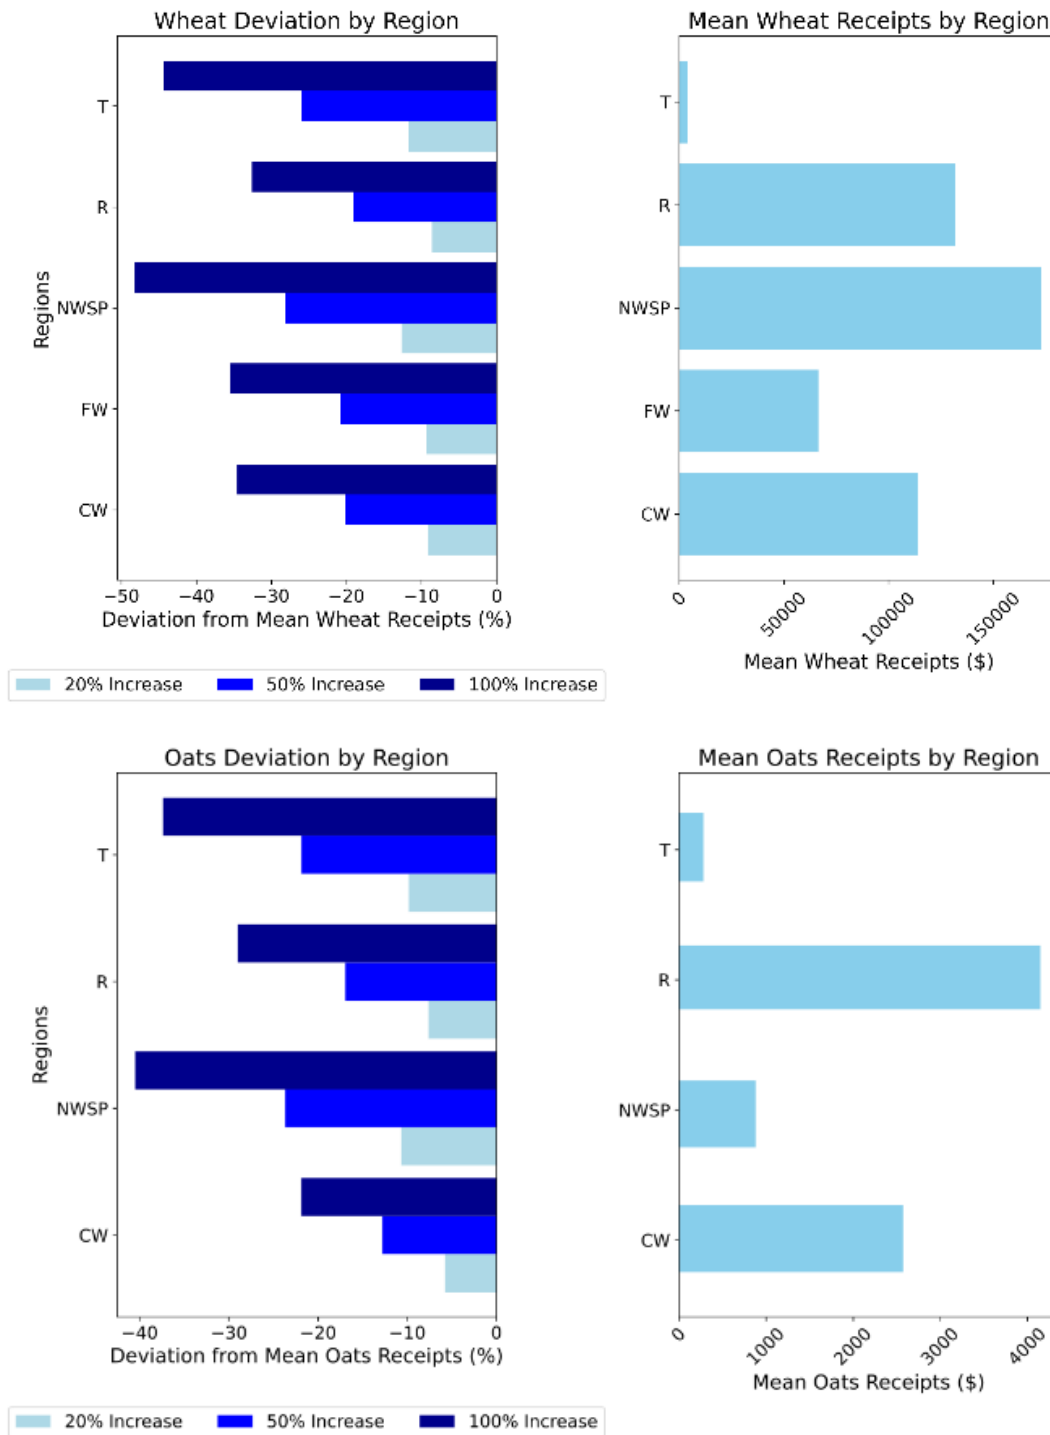 Wheat Deviation by Region
T
R
NWSP
FW
CW
Regions
−50 −40 −30 −20 −10 0
Deviation from Mean Wheat Receipts (%)
20% Increase 50% Increase 100% Increase
Mean Wheat Receipts by Region
T
R
NWSP
FW
CW
0 50000 100000 150000
Mean Wheat Receipts ($)
Oats Deviation by Region
T
R
NWSP
CW
Regions
−40 −30 −20 −10 0
Deviation from Mean Oats Receipts (%)
20% Increase 50% Increase 100% Increase
Mean Oats Receipts by Region
T
R
NWSP
CW
0 1000 2000 3000 4000
Mean Oats Receipts ($)